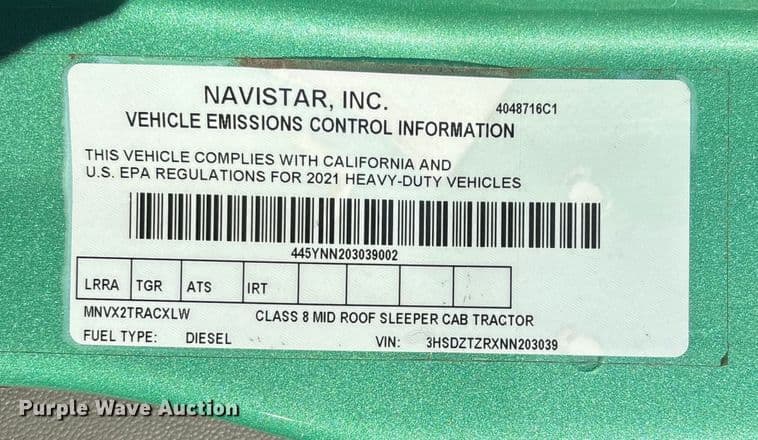 NAVISTAR, INC.
4048716C1
VEHICLE EMISSIONS CONTROL INFORMATION
THIS VEHICLE COMPLIES WITH CALIFORNIA AND
U.S. EPA REGULATIONS FOR 2021 HEAVY-DUTY VEHICLES
445YNN203039002
LRRA TGR ATS IRT
MNVX2TRACXLW CLASS 8 MID ROOF SLEEPER CAB TRACTOR
FUEL TYPE: DIESEL VIN: 3HSDZTZRXNN203039
Purple Wave Auction